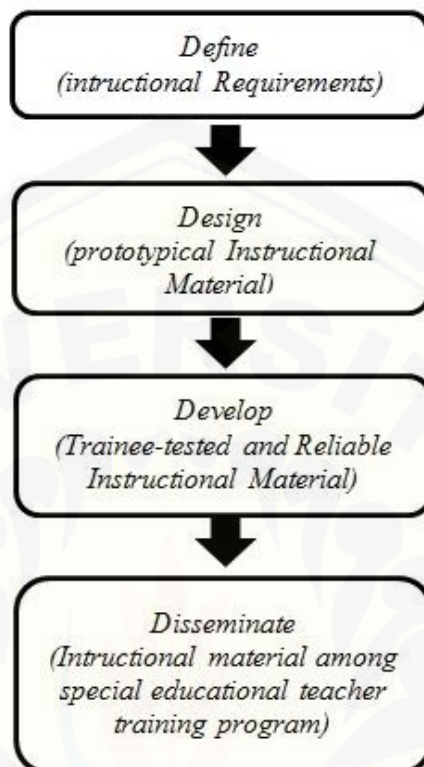 Define
(intructional Requirements)
Design
(prototypical Instructional
Material)
Develop
(Trainee-tested and Reliable
Instructional Material)
Disseminate
(Intructional material among
special educational teacher
training program)